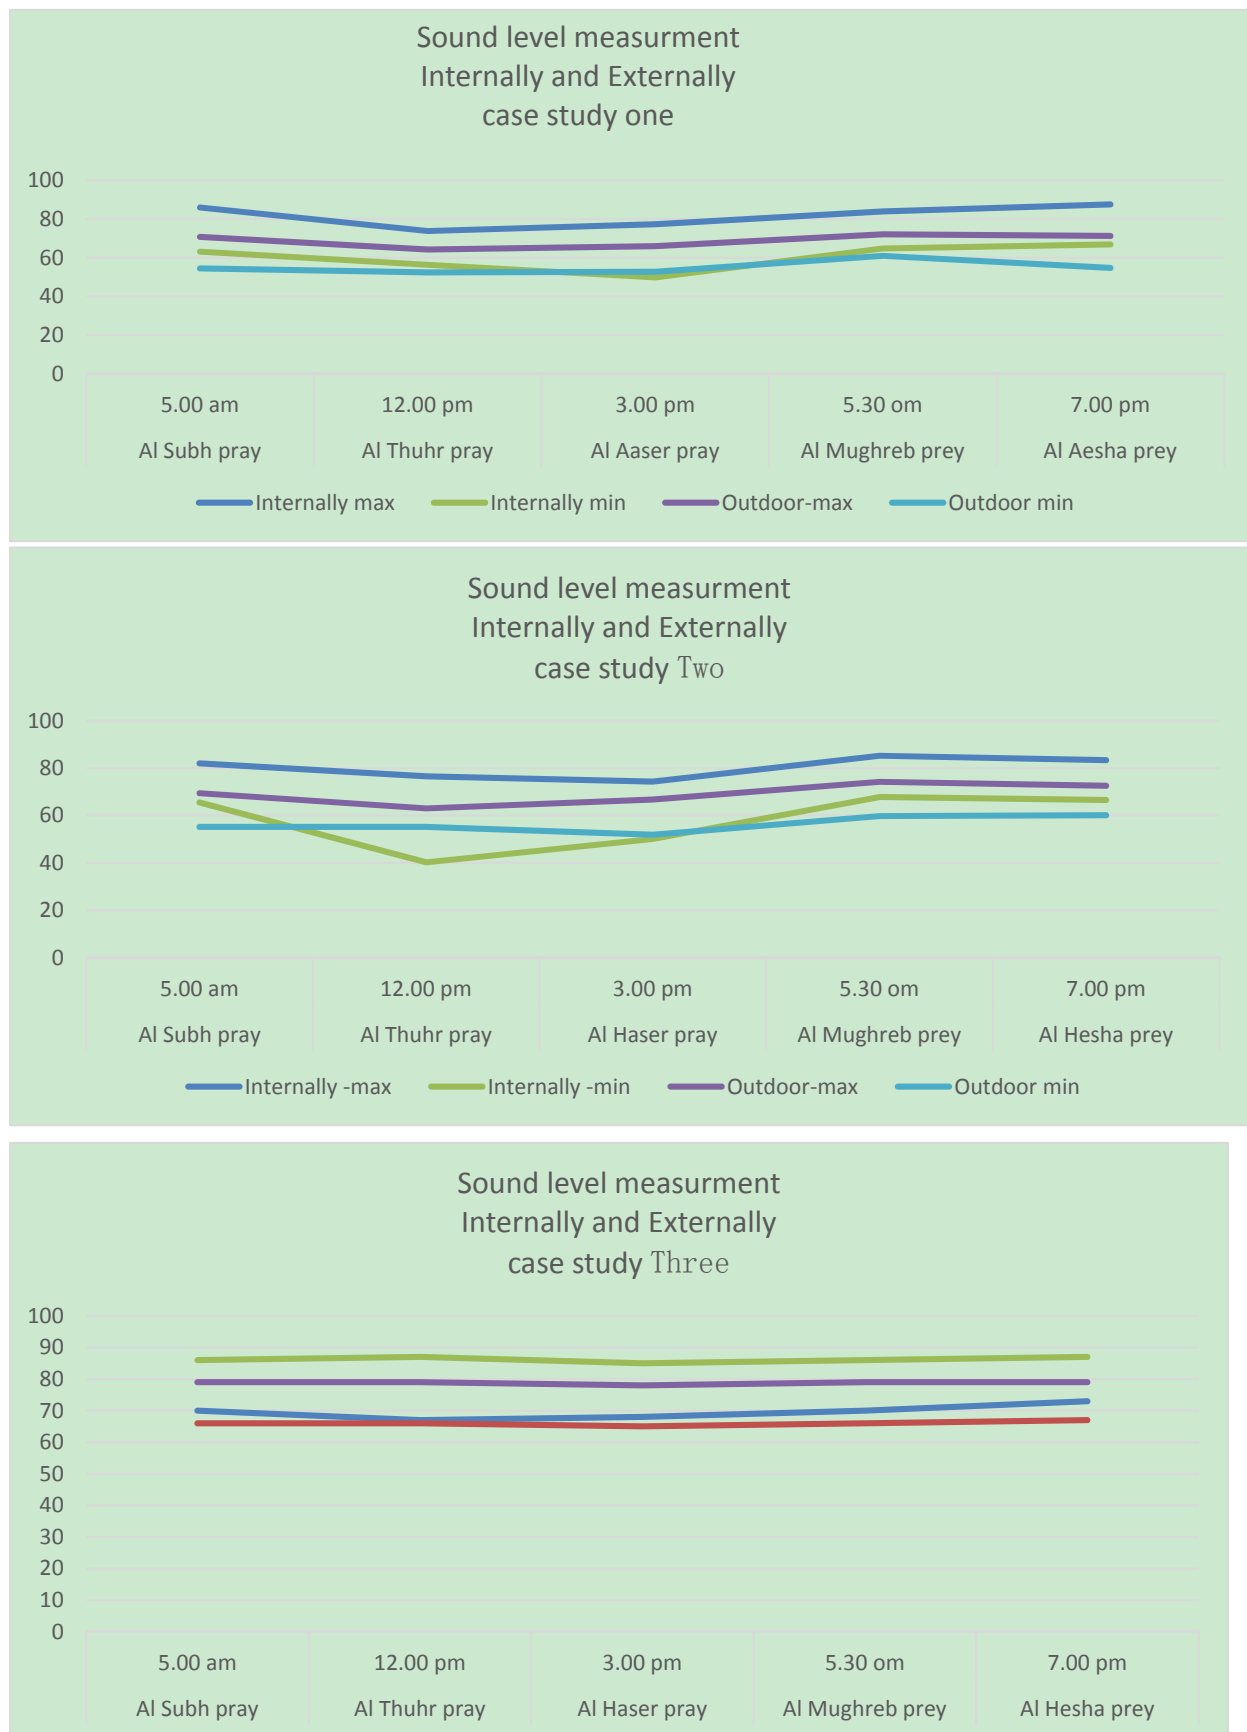 Sound level measurment
Internally and Externally
case study one
100
80
60
40
20
0
5.00 am 12.00 pm 3.00 pm 5.30 om 7.00 pm
Al Subh pray Al Thuhr pray Al Aaser pray Al Mughreb prey Al Aesha prey
Internally max Internally min Outdoor-max Outdoor min
Sound level measurment
Internally and Externally
case study Two
100
80
60
40
20
0
5.00 am 12.00 pm 3.00 pm 5.30 om 7.00 pm
Al Subh pray Al Thuhr pray Al Haser pray Al Mughreb prey Al Hesha prey
Internally -max Internally -min Outdoor-max Outdoor min
Sound level measurment
Internally and Externally
case study Three
100
90
80
70
60
50
40
30
20
10
0
5.00 am 12.00 pm 3.00 pm 5.30 om 7.00 pm
Al Subh pray Al Thuhr pray Al Haser pray Al Mughreb prey Al Hesha prey